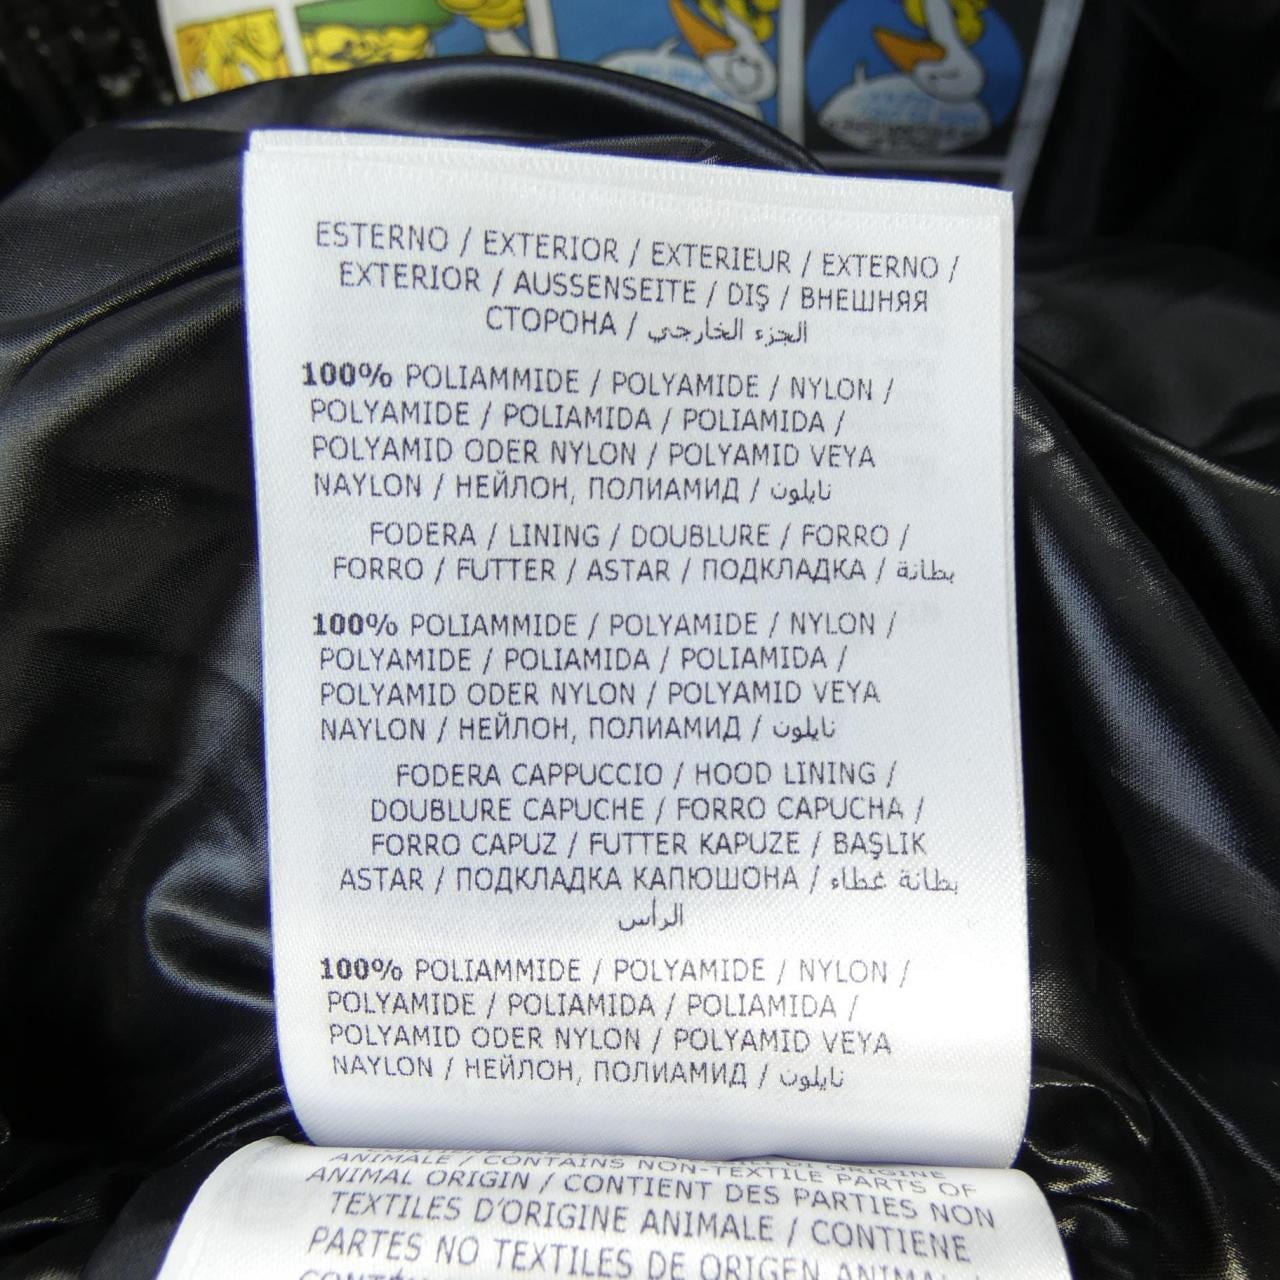 ESTERNO / EXTERIOR / EXTERIEUR / EXTERNO /
EXTERIOR / AUSSENSEITE / DIŞ / ВНЕШНЯЯ
СТОРОНА / الجزء الخارجي
100% POLIAMMIDE / POLYAMIDE / NYLON /
POLYAMIDE / POLIAMIDA / POLIAMIDA /
POLYAMID ODER NYLON / POLYAMID VEYA
NAYLON / НЕЙЛОН, ПОЛИАМИД / نايلون
FODERA / LINING / DOUBLURE / FORRO /
FORRO / FUTTER / ASTAR / ПОДКЛАДКА / بطانة
100% POLIAMMIDE / POLYAMIDE / NYLON /
POLYAMIDE / POLIAMIDA / POLIAMIDA /
POLYAMID ODER NYLON / POLYAMID VEYA
NAYLON / НЕЙЛОН, ПОЛИАМИД / نايلون
FODERA CAPPUCCIO / HOOD LINING /
DOUBLURE CAPUCHE / FORRO CAPUCHA /
FORRO CAPUZ / FUTTER KAPUZE / BAŞLIK
ASTAR / ПОДКЛАДКА КАПЮШОНА / بطانة غطاء
الرأس
100% POLIAMMIDE / POLYAMIDE / NYLON /
POLYAMIDE / POLIAMIDA / POLIAMIDA /
POLYAMID ODER NYLON / POLYAMID VEYA
NAYLON / НЕЙЛОН, ПОЛИАМИД / نايلون
ANIMALE / CONTAINS NON-TEXTILE PARTS OF
ANIMAL ORIGIN / CONTIENT DES PARTIES NON
TEXTILES D'ORIGINE ANIMALE / CONTIENE
PARTES NO TEXTILES DE ORIGEN